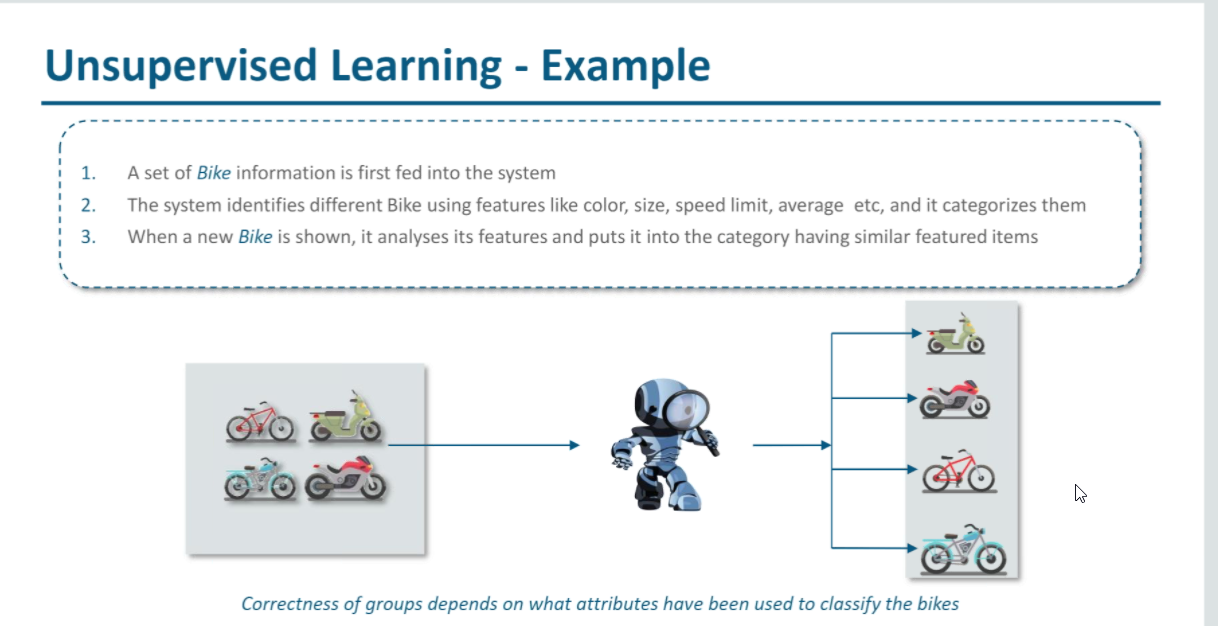 Unsupervised Learning - Example
1. A set of Bike information is first fed into the system
2. The system identifies different Bike using features like color, size, speed limit, average  etc, and it categorizes them
3. When a new Bike is shown, it analyses its features and puts it into the category having similar featured items
Correctness of groups depends on what attributes have been used to classify the bikes